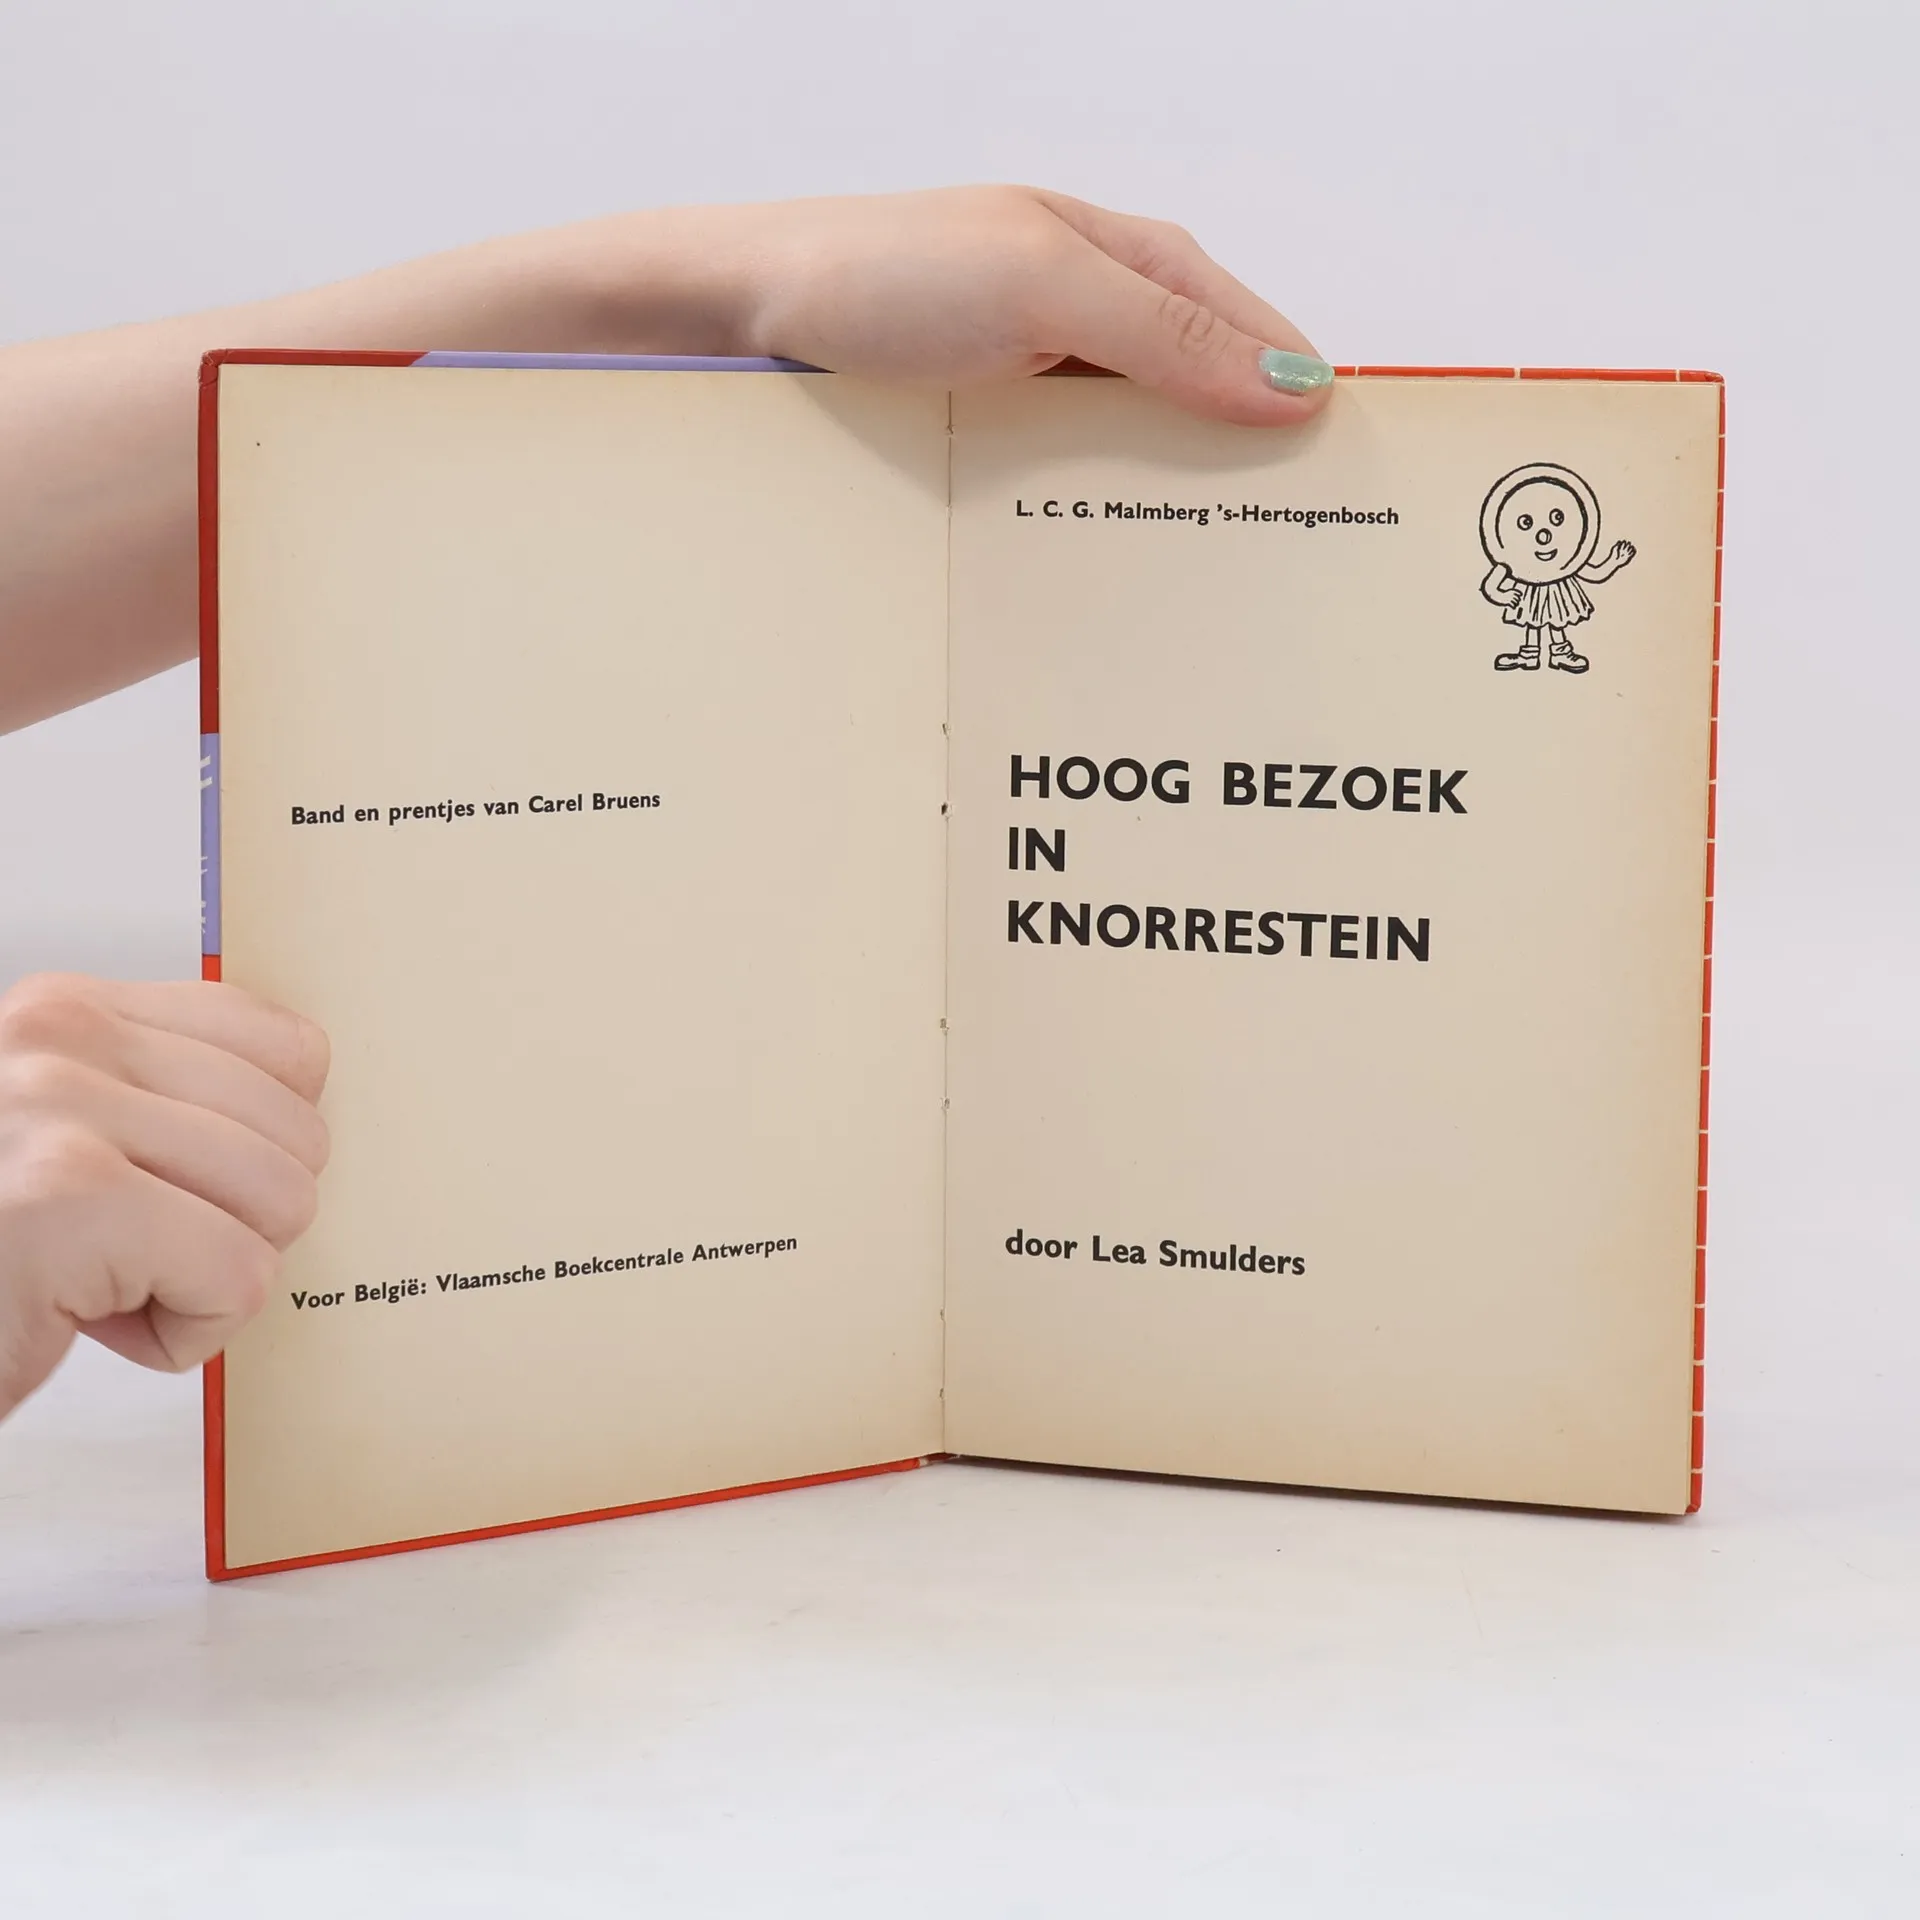 Band en prentjes van Carel Bruens
Voor België: Vlaamsche Boekcentrale Antwerpen
L. C. G. Malmberg 's-Hertogenbosch
HOOG BEZOEK
IN
KNORRESTEIN
door Lea Smulders